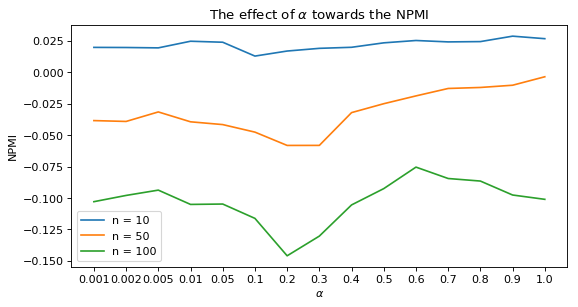 The effect of α towards the NPMI
NPMI
0.025
0.000
−0.025
−0.050
−0.075
−0.100
−0.125
−0.150
n = 10
n = 50
n = 100
0.001 0.002 0.005 0.01 0.05 0.1 0.2 0.3 0.4 0.5 0.6 0.7 0.8 0.9 1.0
α